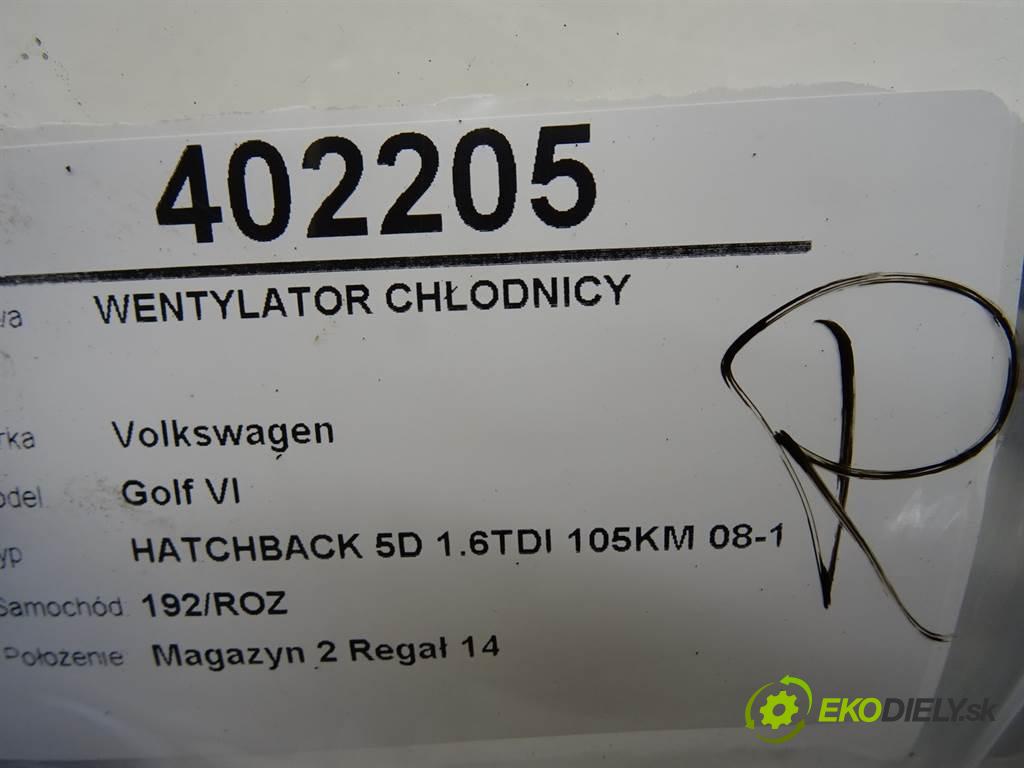 402205
WENTYLATOR CHŁODNICY
Volkswagen
Golf VI
HATCHBACK 5D 1.6TDI 105KM 08-1
Samochód 192/ROZ
Położenie Magazyn 2 Regał 14
R
EKODIELY.sk